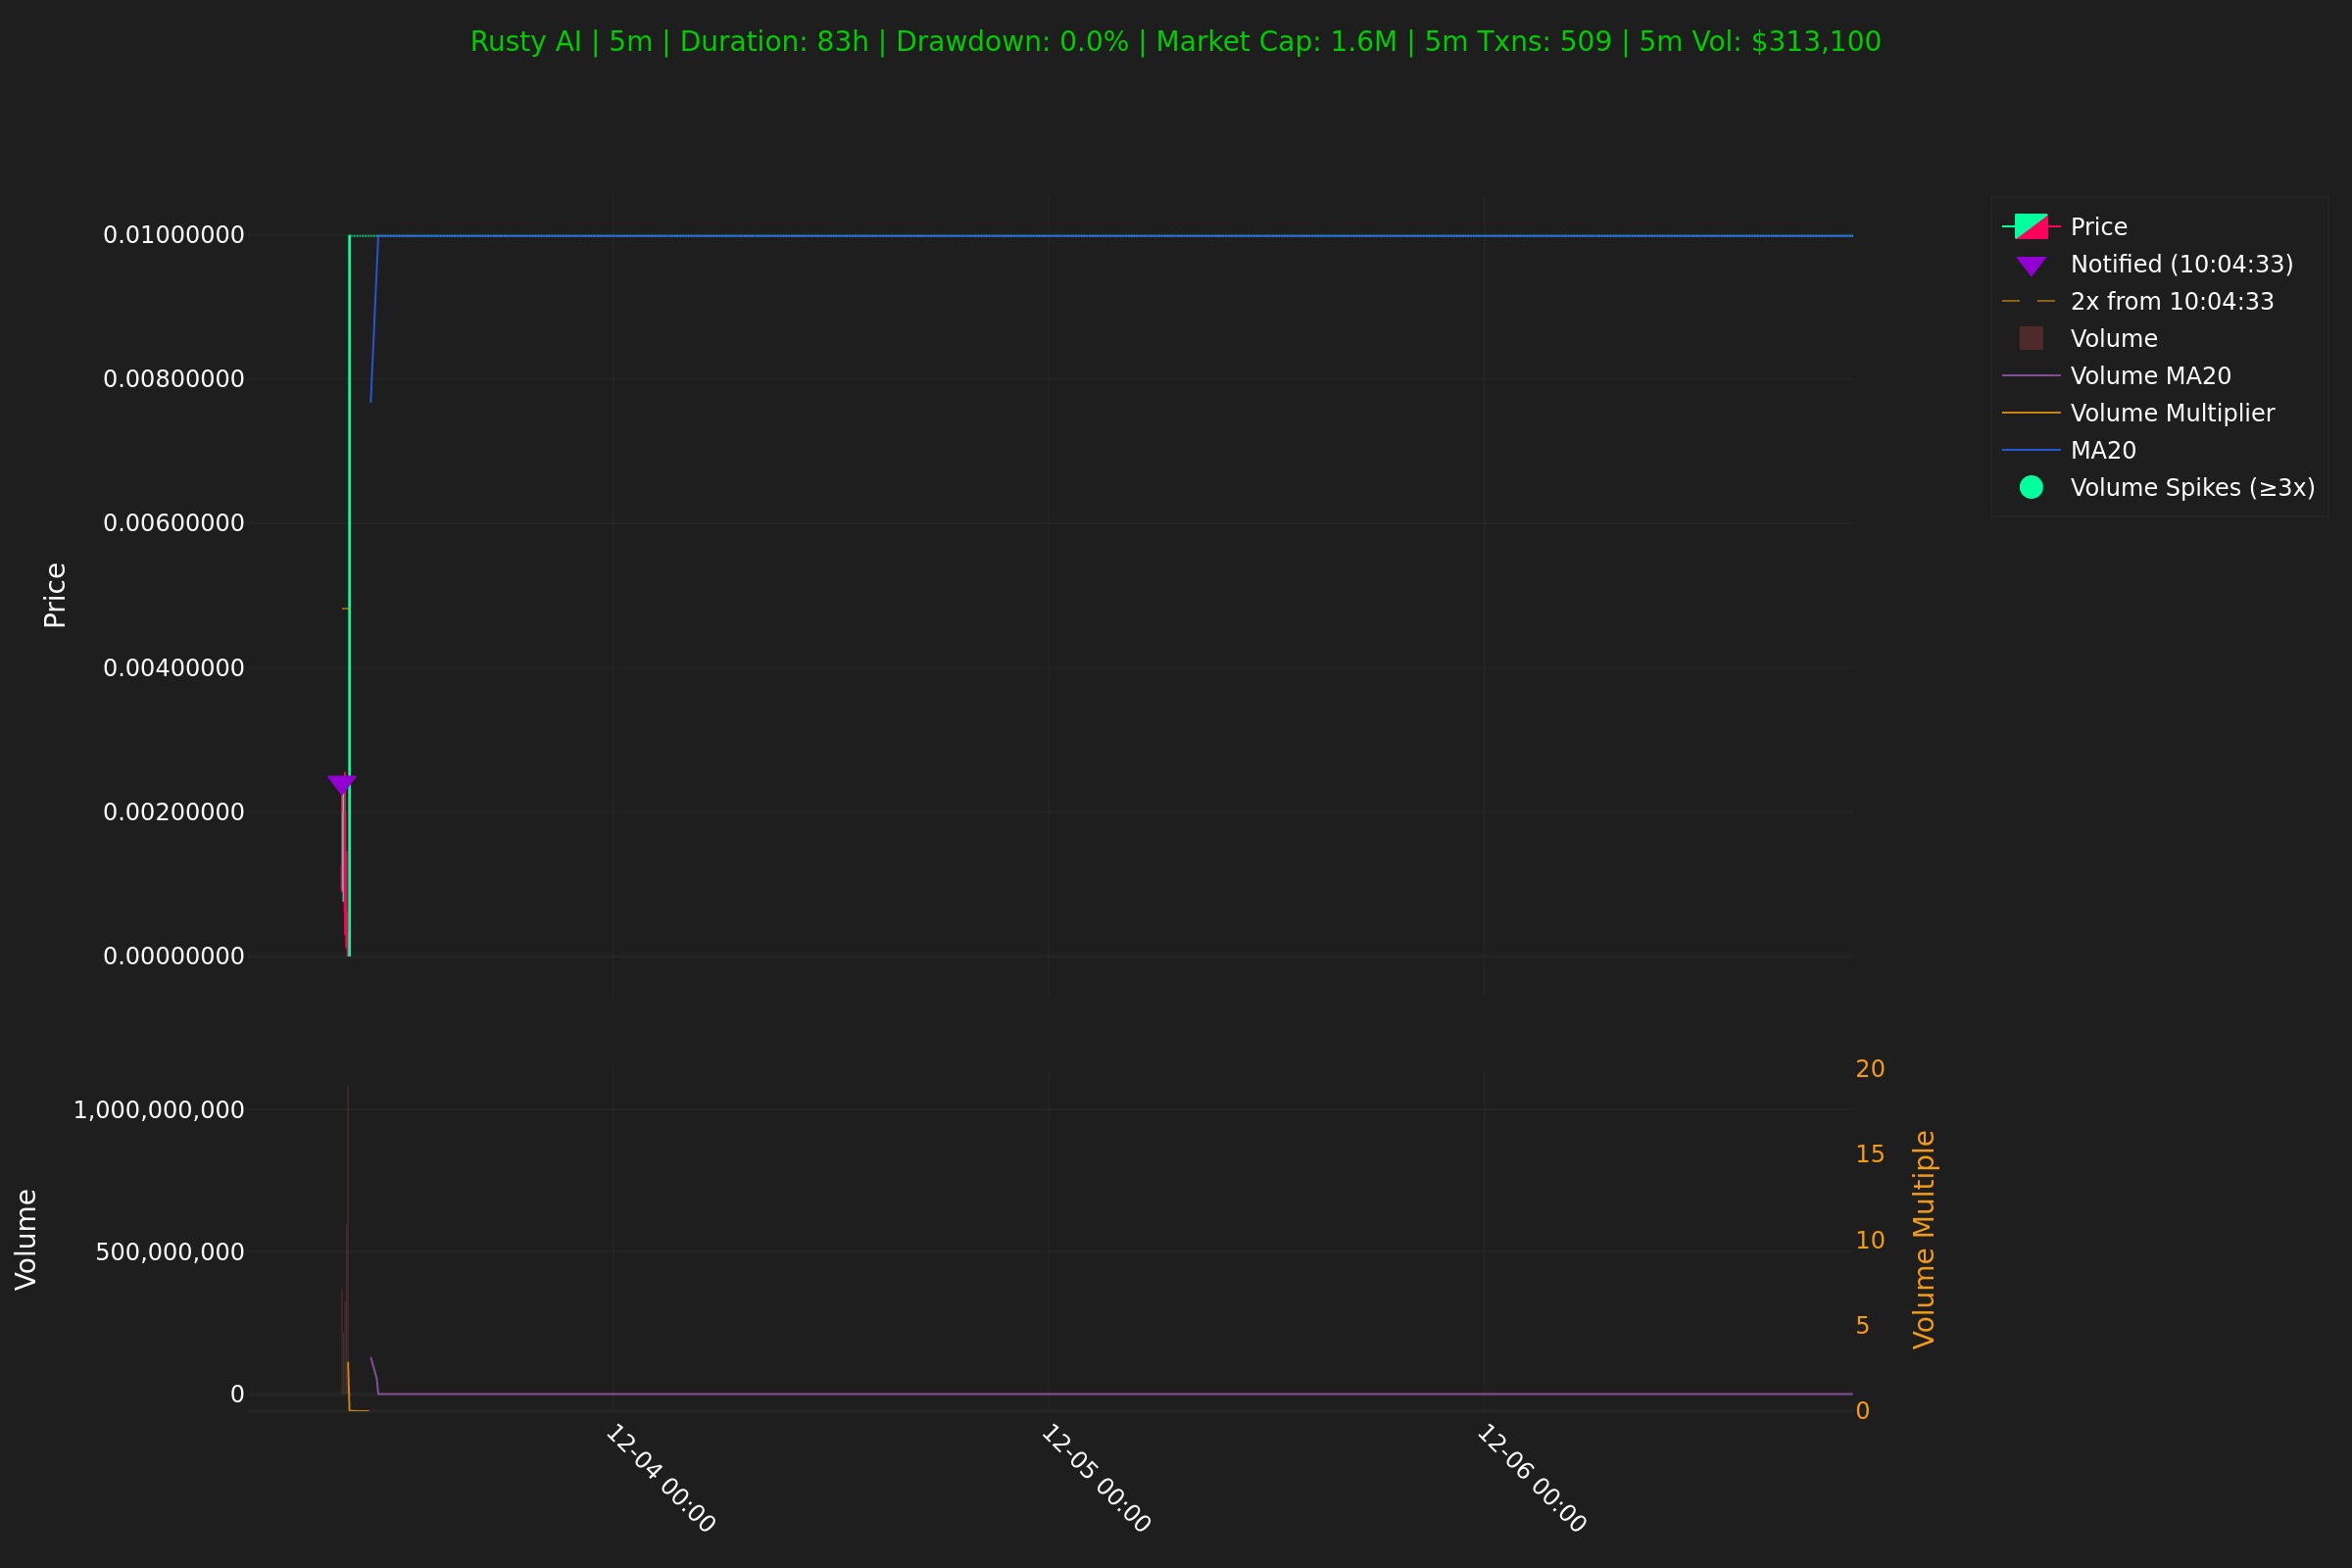 Rusty AI | 5m | Duration: 83h | Drawdown: 0.0% | Market Cap: 1.6M | 5m Txns: 509 | 5m Vol: $313,100
Price
0.01000000
0.00800000
0.00600000
0.00400000
0.00200000
0.00000000
Price
Notified (10:04:33)
2x from 10:04:33
Volume
Volume MA20
Volume Multiplier
MA20
Volume Spikes (≥3x)
Volume
1,000,000,000
500,000,000
0
20
15
10
5
0
Volume Multiple
12-04 00:00
12-05 00:00
12-06 00:00